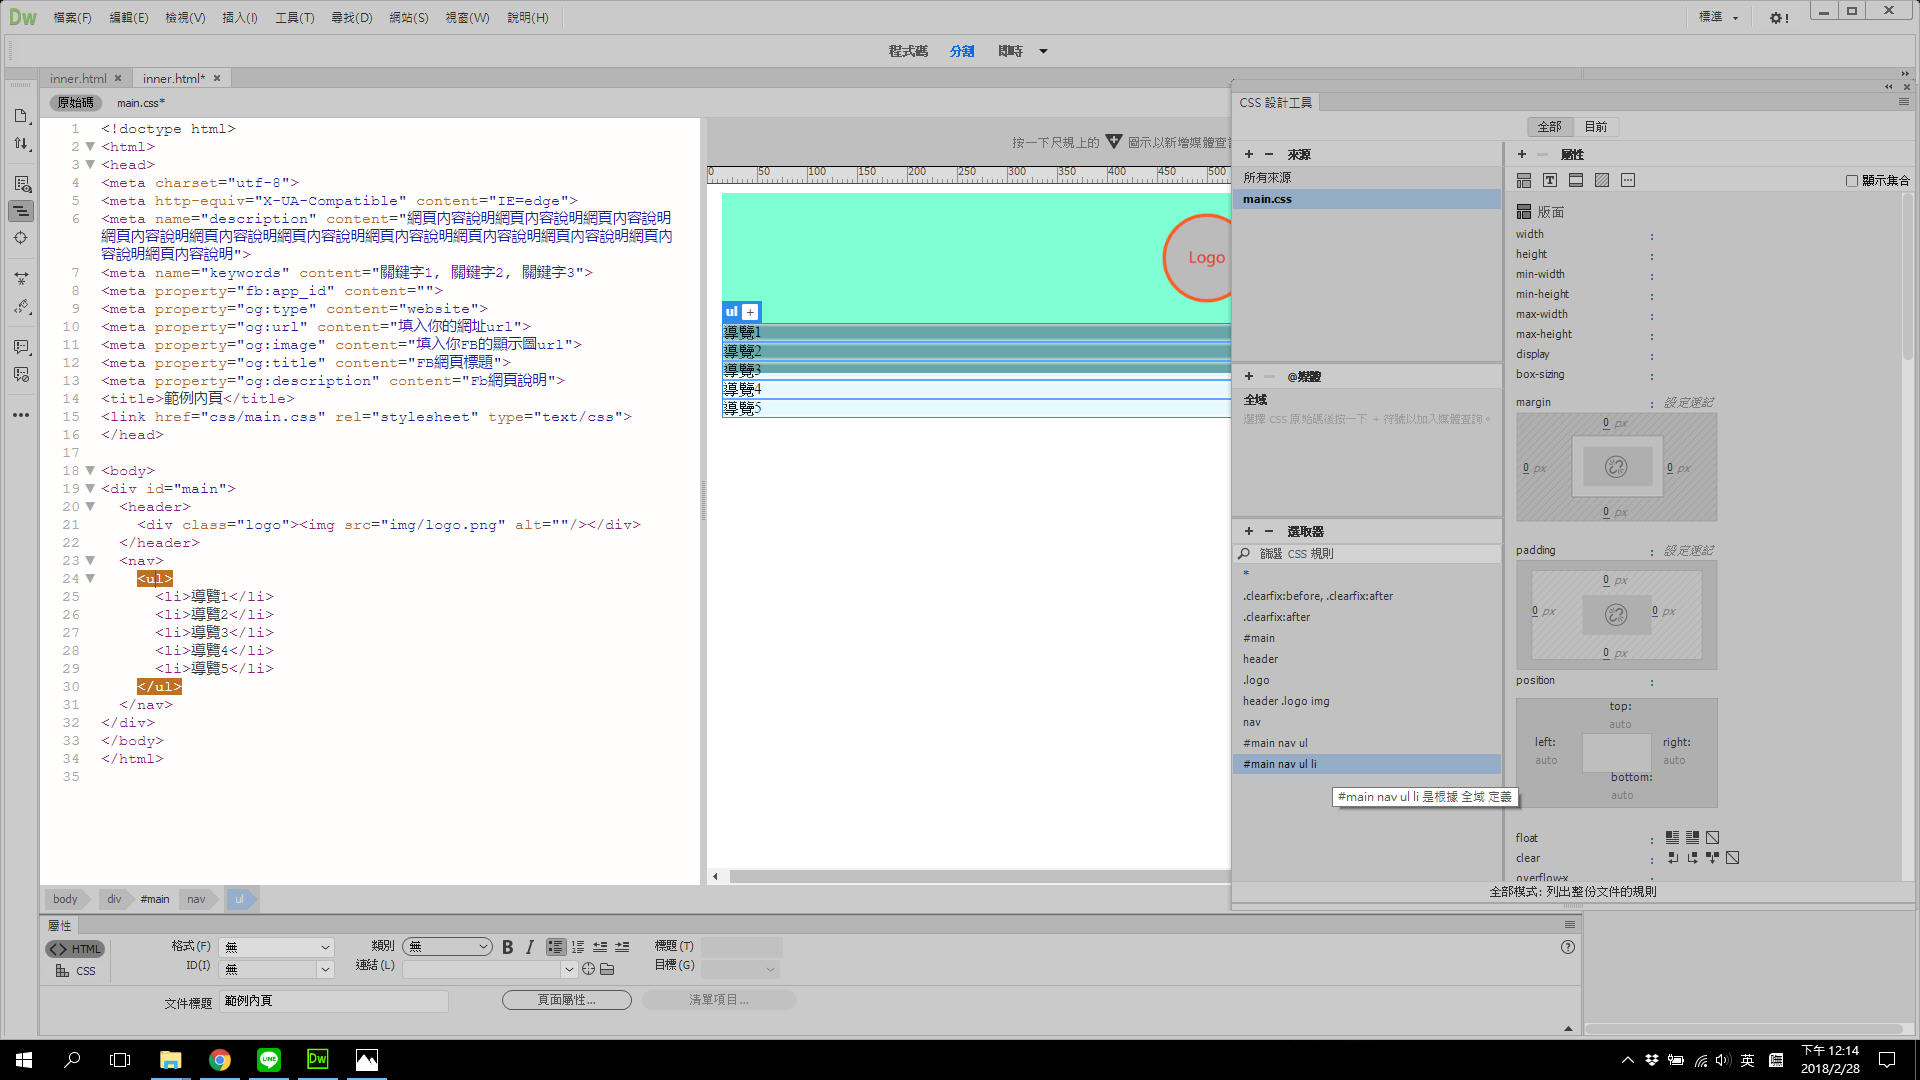 Dw 檔案(F) 編輯(E) 檢視(V) 插入(I) 工具(T) 尋找(D) 網站(S) 視窗(W) 說明(H) 標準
程式碼 分割 即時
inner.html × inner.html* ×
原始碼 main.css*
1 <!doctype html>
2 <html>
3 <head>
4 <meta charset="utf-8">
5 <meta http-equiv="X-UA-Compatible" content="IE=edge">
6 <meta name="description" content="網頁內容說明網頁內容說明網頁內容說明
網頁內容說明網頁內容說明網頁內容說明網頁內容說明網頁內容說明網頁內容說明網頁內
容說明網頁內容說明">
7 <meta name="keywords" content="關鍵字1, 關鍵字2, 關鍵字3">
8 <meta property="fb:app_id" content="">
9 <meta property="og:type" content="website">
10 <meta property="og:url" content="填入你的網址url">
11 <meta property="og:image" content="填入你FB的顯示圖url">
12 <meta property="og:title" content="FB網頁標題">
13 <meta property="og:description" content="Fb網頁說明">
14 <title>範例內頁</title>
15 <link href="css/main.css" rel="stylesheet" type="text/css">
16 </head>
17
18 <body>
19 <div id="main">
20 <header>
21 <div class="logo"><img src="img/logo.png" alt=""/></div>
22 </header>
23 <nav>
24 <ul>
25 <li>導覽1</li>
26 <li>導覽2</li>
27 <li>導覽3</li>
28 <li>導覽4</li>
29 <li>導覽5</li>
30 </ul>
31 </nav>
32 </div>
33 </body>
34 </html>
35
按一下尺規上的 圖示以新增媒體查
0 50 100 150 200 250 300 350 400 450 500
Logo
ul +
導覽1
導覽2
導覽3
導覽4
導覽5
CSS 設計工具
全部 目前
+ − 來源
所有來源
main.css
+ − @媒體
全域
選擇 CSS 原始碼後按一下 + 符號以加入媒體查詢。
+ − 選取器
篩選 CSS 規則
*
.clearfix:before, .clearfix:after
.clearfix:after
#main
header
.logo
header .logo img
nav
#main nav ul
#main nav ul li
#main nav ul li 是根據 全域 定義
+ − 屬性
顯示集合
版面
width :
height :
min-width :
min-height :
max-width :
max-height :
display :
box-sizing :
margin : 設定速記
0 px
0 px 0 px
0 px
padding : 設定速記
0 px
0 px 0 px
0 px
position :
top:
auto
left: right:
auto auto
bottom:
auto
float :
clear :
overflow-x
全部模式: 列出整份文件的規則
body div #main nav ul
屬性
<> HTML 格式(F) 無 類別 無 B I 標題(T)
CSS ID(I) 無 連結(L) 目標(G)
文件標題 範例內頁 頁面屬性... 清單項目...
Dw 英 下午 12:14
2018/2/28